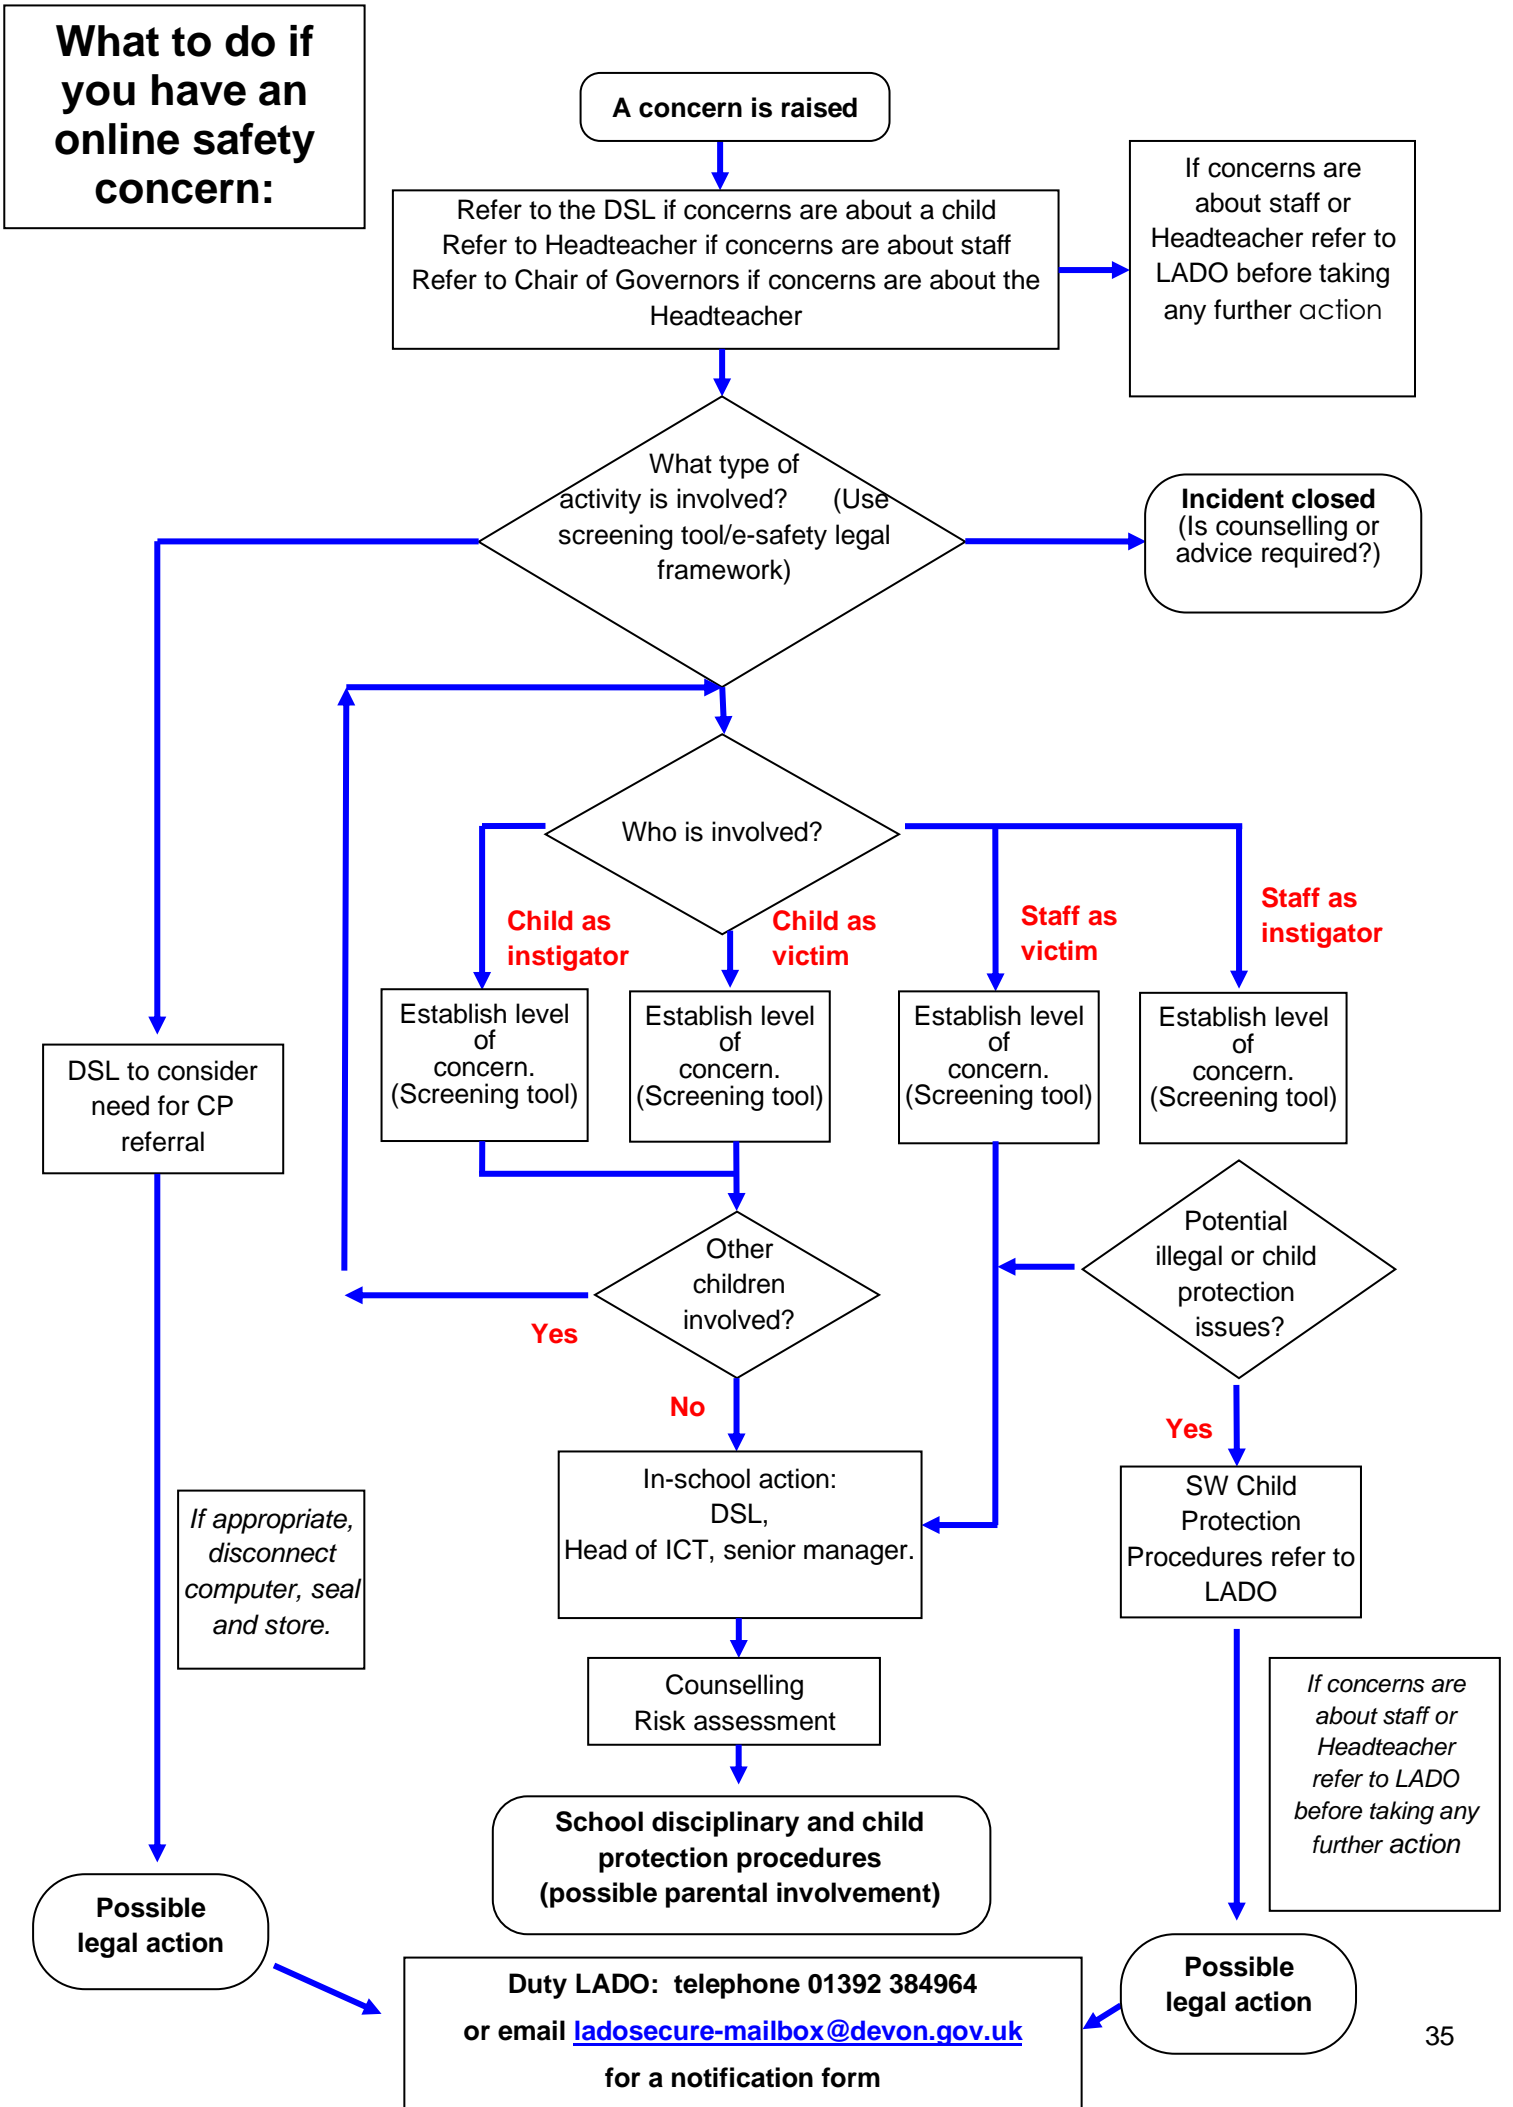 What to do if
you have an
online safety
concern:
A concern is raised
Refer to the DSL if concerns are about a child
Refer to Headteacher if concerns are about staff
Refer to Chair of Governors if concerns are about the
Headteacher
If concerns are
about staff or
Headteacher refer to
LADO before taking
any further action
What type of
activity is involved? (Use
screening tool/e-safety legal
framework)
Incident closed
(Is counselling or
advice required?)
Who is involved?
Child as
instigator
Child as
victim
Staff as
victim
Staff as
instigator
Establish level
of
concern.
(Screening tool)
Establish level
of
concern.
(Screening tool)
Establish level
of
concern.
(Screening tool)
Establish level
of
concern.
(Screening tool)
DSL to consider
need for CP
referral
Other
children
involved?
Potential
illegal or child
protection
issues?
Yes
No
Yes
In-school action:
DSL,
Head of ICT, senior manager.
SW Child
Protection
Procedures refer to
LADO
If appropriate,
disconnect
computer, seal
and store.
Counselling
Risk assessment
If concerns are
about staff or
Headteacher
refer to LADO
before taking any
further action
School disciplinary and child
protection procedures
(possible parental involvement)
Possible
legal action
Possible
legal action
Duty LADO: telephone 01392 384964
or email ladosecure-mailbox@devon.gov.uk
for a notification form
35